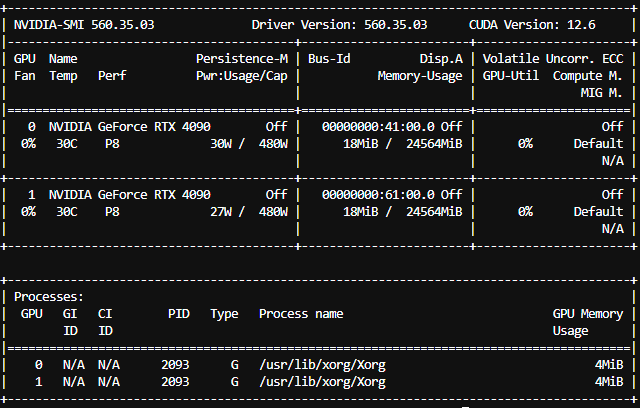 NVIDIA-SMI 560.35.03 Driver Version: 560.35.03 CUDA Version: 12.6
GPU Name Persistence-M | Bus-Id Disp.A | Volatile Uncorr. ECC
Fan Temp Perf Pwr:Usage/Cap | Memory-Usage | GPU-Util Compute M.
| | MIG M.
0 NVIDIA GeForce RTX 4090 Off | 00000000:41:00.0 Off | Off
0% 30C P8 30W / 480W | 18MiB / 24564MiB | 0% Default
| | N/A
1 NVIDIA GeForce RTX 4090 Off | 00000000:61:00.0 Off | Off
0% 30C P8 27W / 480W | 18MiB / 24564MiB | 0% Default
| | N/A
Processes:
GPU GI CI PID Type Process name GPU Memory
ID ID Usage
0 N/A N/A 2093 G /usr/lib/xorg/Xorg 4MiB
1 N/A N/A 2093 G /usr/lib/xorg/Xorg 4MiB